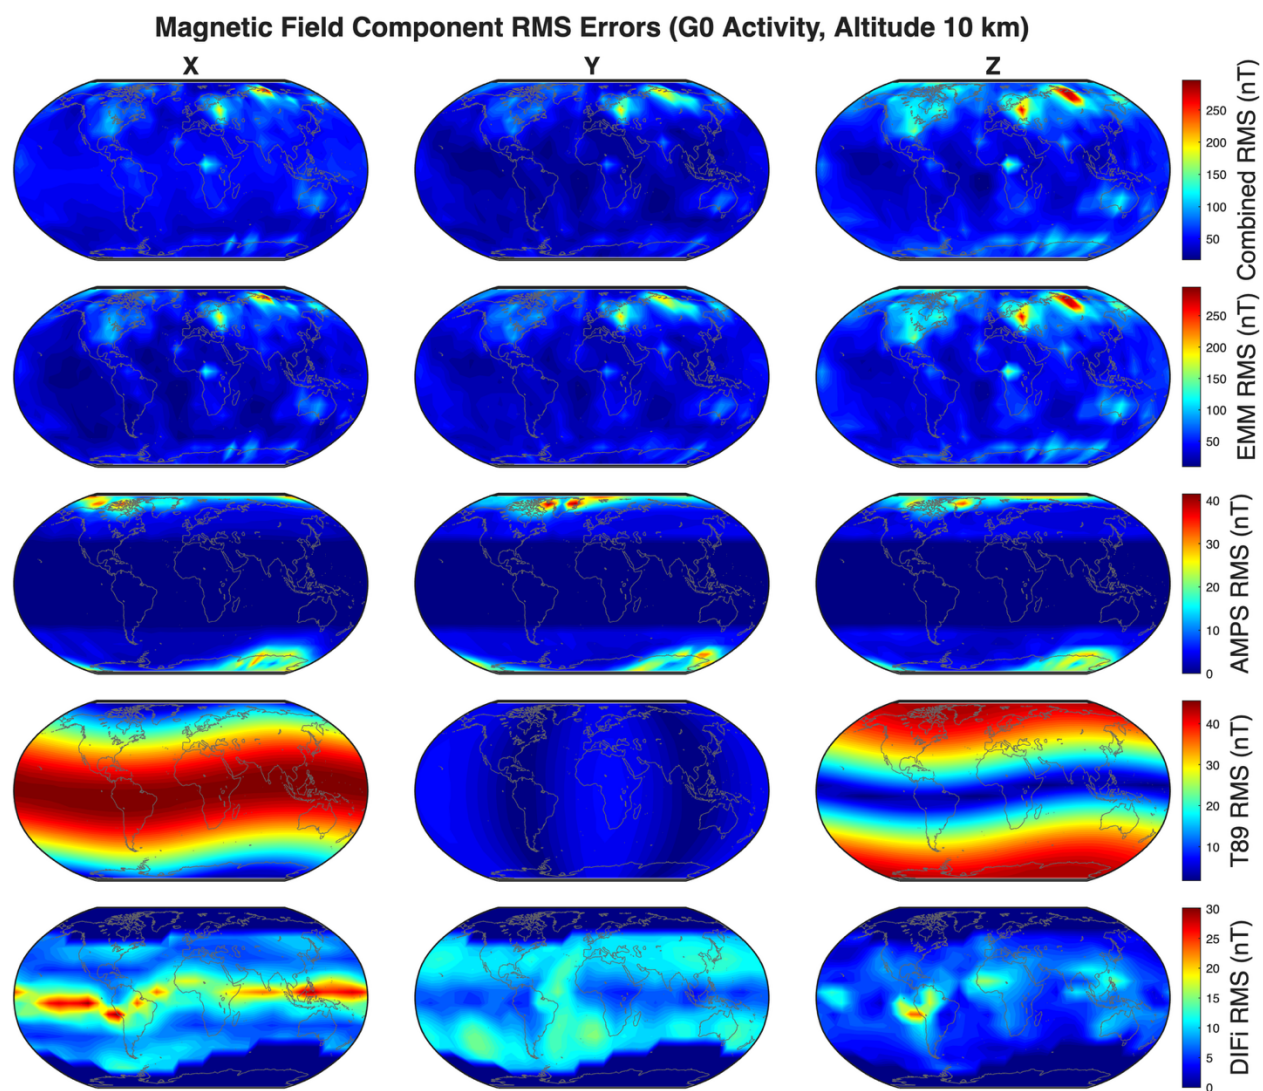 Magnetic Field Component RMS Errors (G0 Activity, Altitude 10 km)
X
Y
Z
250
200
150
100
50
Combined RMS (nT)
250
200
150
100
50
EMM RMS (nT)
40
30
20
10
0
AMPS RMS (nT)
40
30
20
10
T89 RMS (nT)
30
25
20
15
10
5
0
DIFi RMS (nT)